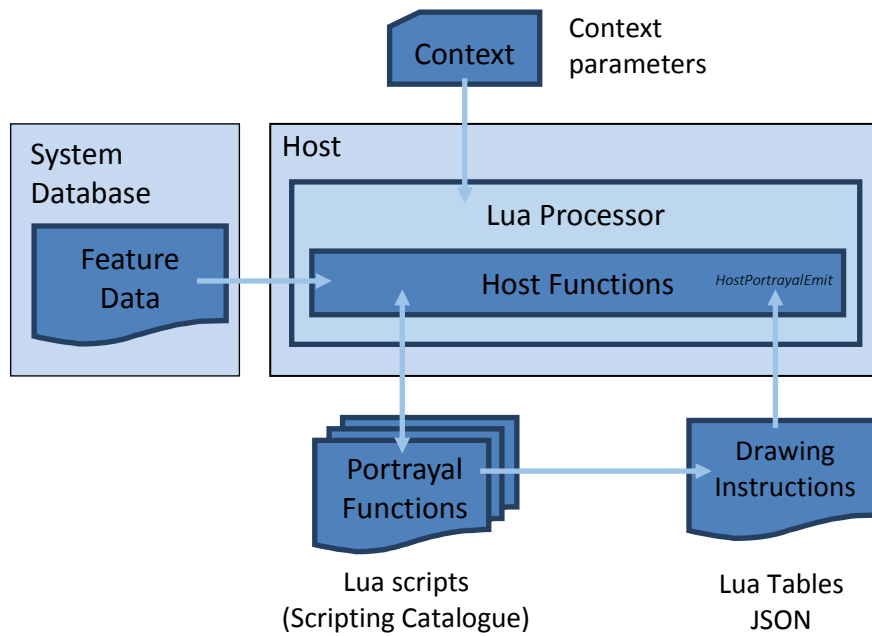 Context
Context
parameters
System
Database
Host
Lua Processor
Feature
Data
Host Functions
HostPortrayalEmit
Portrayal
Functions
Drawing
Instructions
Lua scripts
(Scripting Catalogue)
Lua Tables
JSON